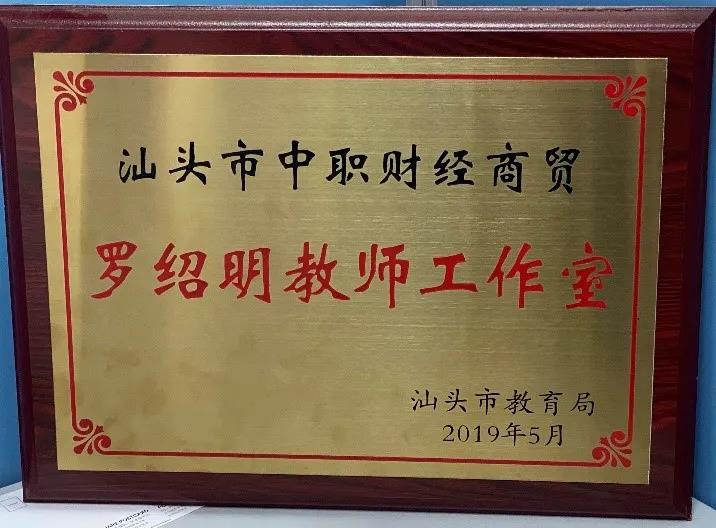 汕头市中职财经商贸
罗绍明教师工作室
汕头市教育局
2019年5月